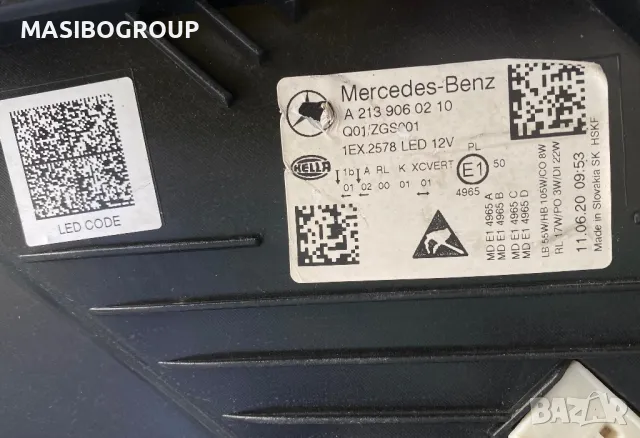 MASIBOGROUP
LED CODE
Mercedes-Benz
A 213 906 02 10
Q01/ZGS001
1EX.2578 LED 12V
HELLA
1b A RL K XCVERT
01 02 00 01 01
PL
E1
50
4965
MD E1 4965 A
MD E1 4965 B
MD E1 4965 C
MD E1 4965 D
LB 55W/HB 105W/CO 8W
RL 17W/PO 3W/DI 22W
11.06.20 09:53
Made in Slovakia SK HSKF
BAZAR
bg